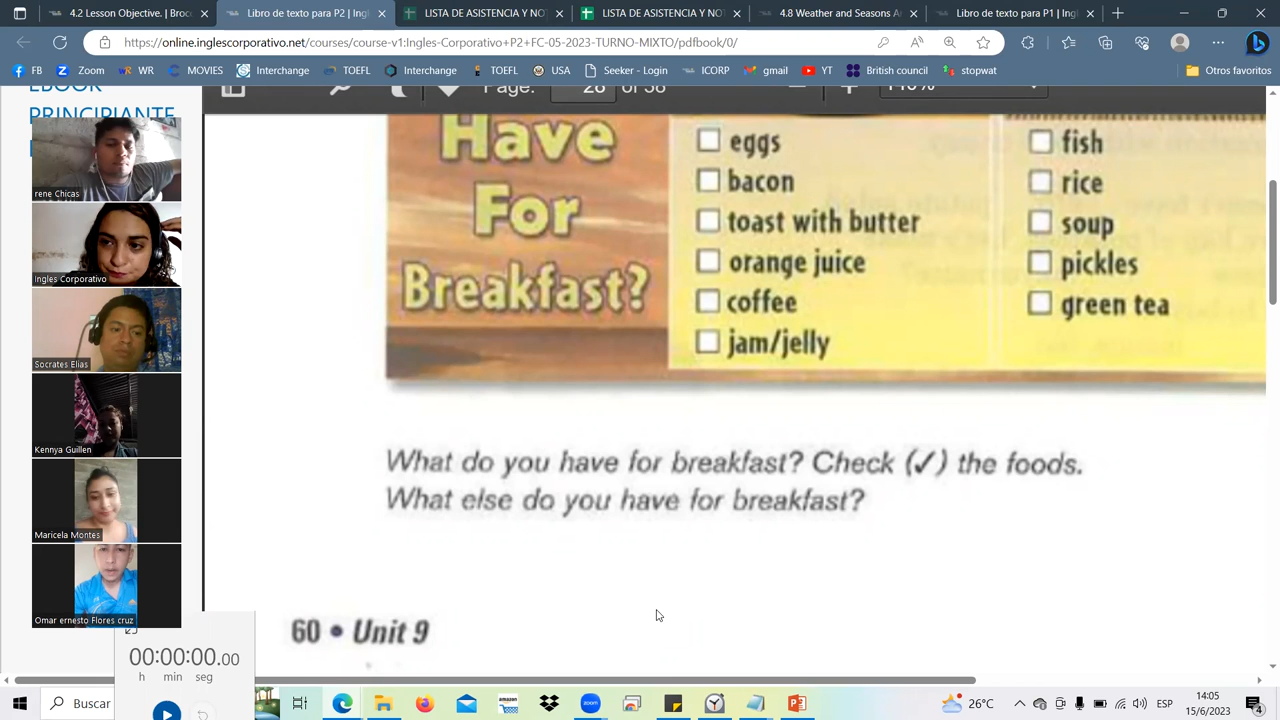 4.2 Lesson Objective. | Broc
Libro de texto para P2 | Ingl
LISTA DE ASISTENCIA Y NOT
LISTA DE ASISTENCIA Y NO
4.8 Weather and Seasons A
Libro de texto para P1 | Ingl
https://online.inglescorporativo.net/courses/course-v1:Ingles-Corporativo+P2+FC-05-2023-TURNO-MIXTO/pdfbook/0/
FB Zoom WR MOVIES Interchange TOEFL Interchange TOEFL USA Seeker - Login ICORP gmail YT British council stopwat Otros favoritos
EBOOK
PRINCIPIANTE
Page: 28 of 38
rene Chicas
Ingles Corporativo
Socrates Elias
Kennya Guillen
Maricela Montes
Omar ernesto Flores cruz
Have
For
Breakfast?
eggs
bacon
toast with butter
orange juice
coffee
jam/jelly
fish
rice
soup
pickles
green tea
What do you have for breakfast? Check (✓) the foods.
What else do you have for breakfast?
60 • Unit 9
00:00:00.00
h min seg
Buscar
26°C
ESP
14:05
15/6/2023
4